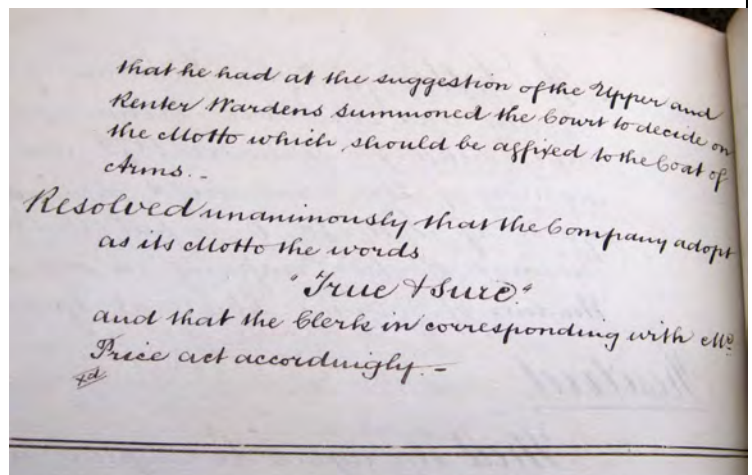 that he had at the suggestion of the Upper and
Renter Wardens summoned the Court to decide on
the Motto which should be affixed to the Coat of
Arms. -
Resolved unanimously that the Company adopt
as its Motto the words
"True & Sure"
and that the Clerk in corresponding with Mr.
Price act accordingly. -